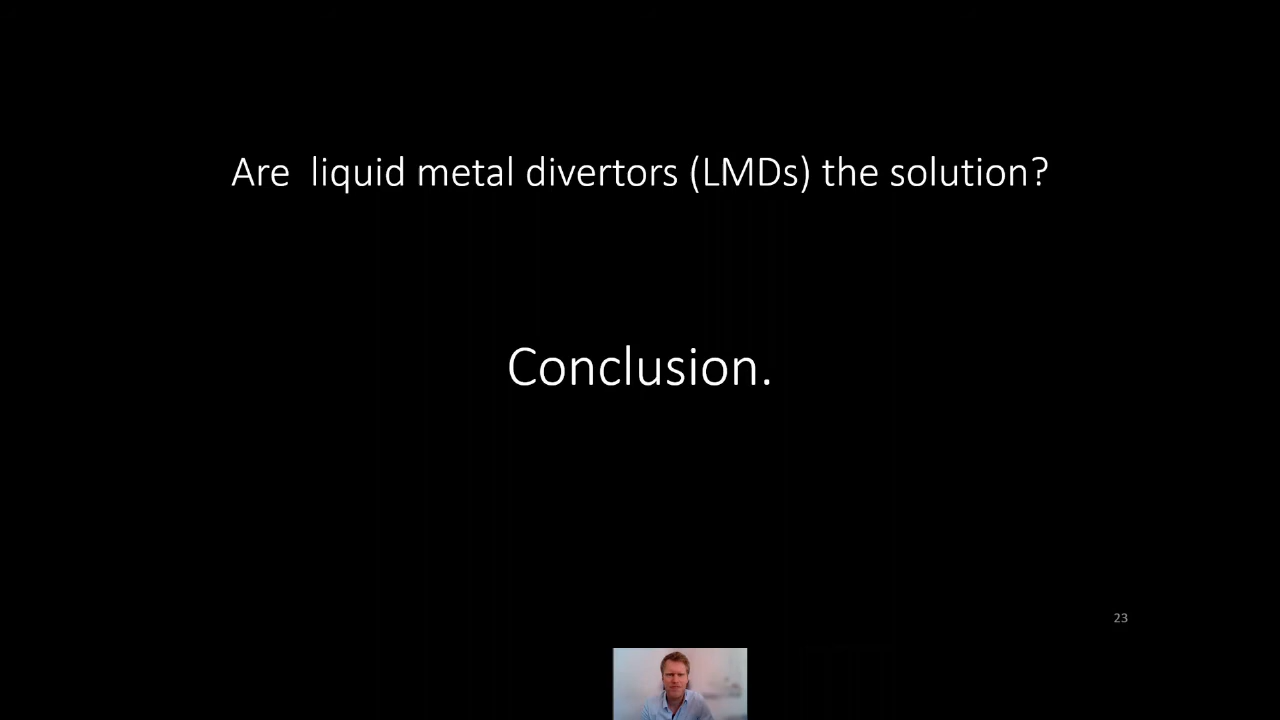 Are liquid metal divertors (LMDs) the solution?
Conclusion.
23